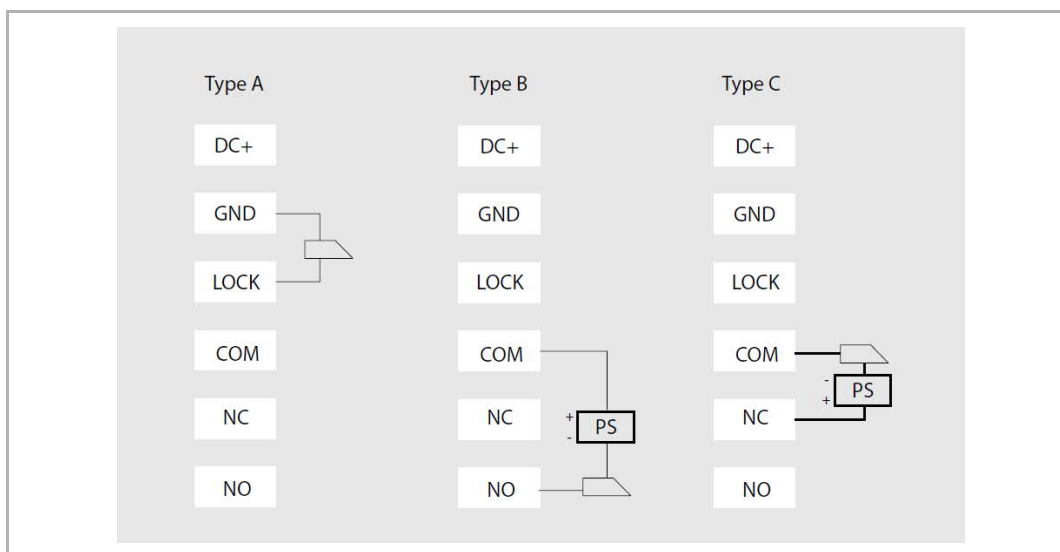 Type A
Type B
Type C
DC+
DC+
DC+
GND
GND
GND
LOCK
LOCK
LOCK
COM
COM
COM
-
PS
+
NC
NC
NC
+
PS
-
NO
NO
NO